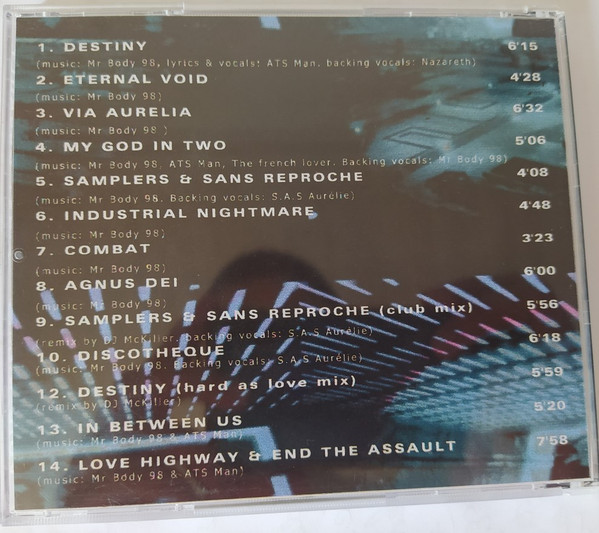 1. DESTINY 6'15
(music: Mr Body 98, lyrics & vocals: ATS Man. backing vocals: Nazareth)
2. ETERNAL VOID 4'28
(music: Mr Body 98)
3. VIA AURELIA 6'32
(music: Mr Body 98 )
4. MY GOD IN TWO 5'06
(music: Mr Body 98, ATS Man, The french lover. Backing vocals: Mr Body 98)
5. SAMPLERS & SANS REPROCHE 4'08
(music: Mr Body 98. Backing vocals: S.A.S Aurélie)
6. INDUSTRIAL NIGHTMARE 4'48
(music: Mr Body 98)
7. COMBAT 3'23
(music: Mr Body 98)
8. AGNUS DEI 6'00
(music: Mr Body 98)
9. SAMPLERS & SANS REPROCHE (club mix) 5'56
(remix by DJ McKilier. backing vocals: S.A.S Aurélie)
10. DISCOTHEQUE 6'18
(music: Mr Body 98. Backing vocals: S.A.S Aurélie)
12. DESTINY (hard as love mix) 5'59
(remix by DJ McKilier)
13. IN BETWEEN US 5'20
(music: Mr Body 98 & ATS Man)
14. LOVE HIGHWAY & END THE ASSAULT 7'58
(music: Mr Body 98 & ATS Man)